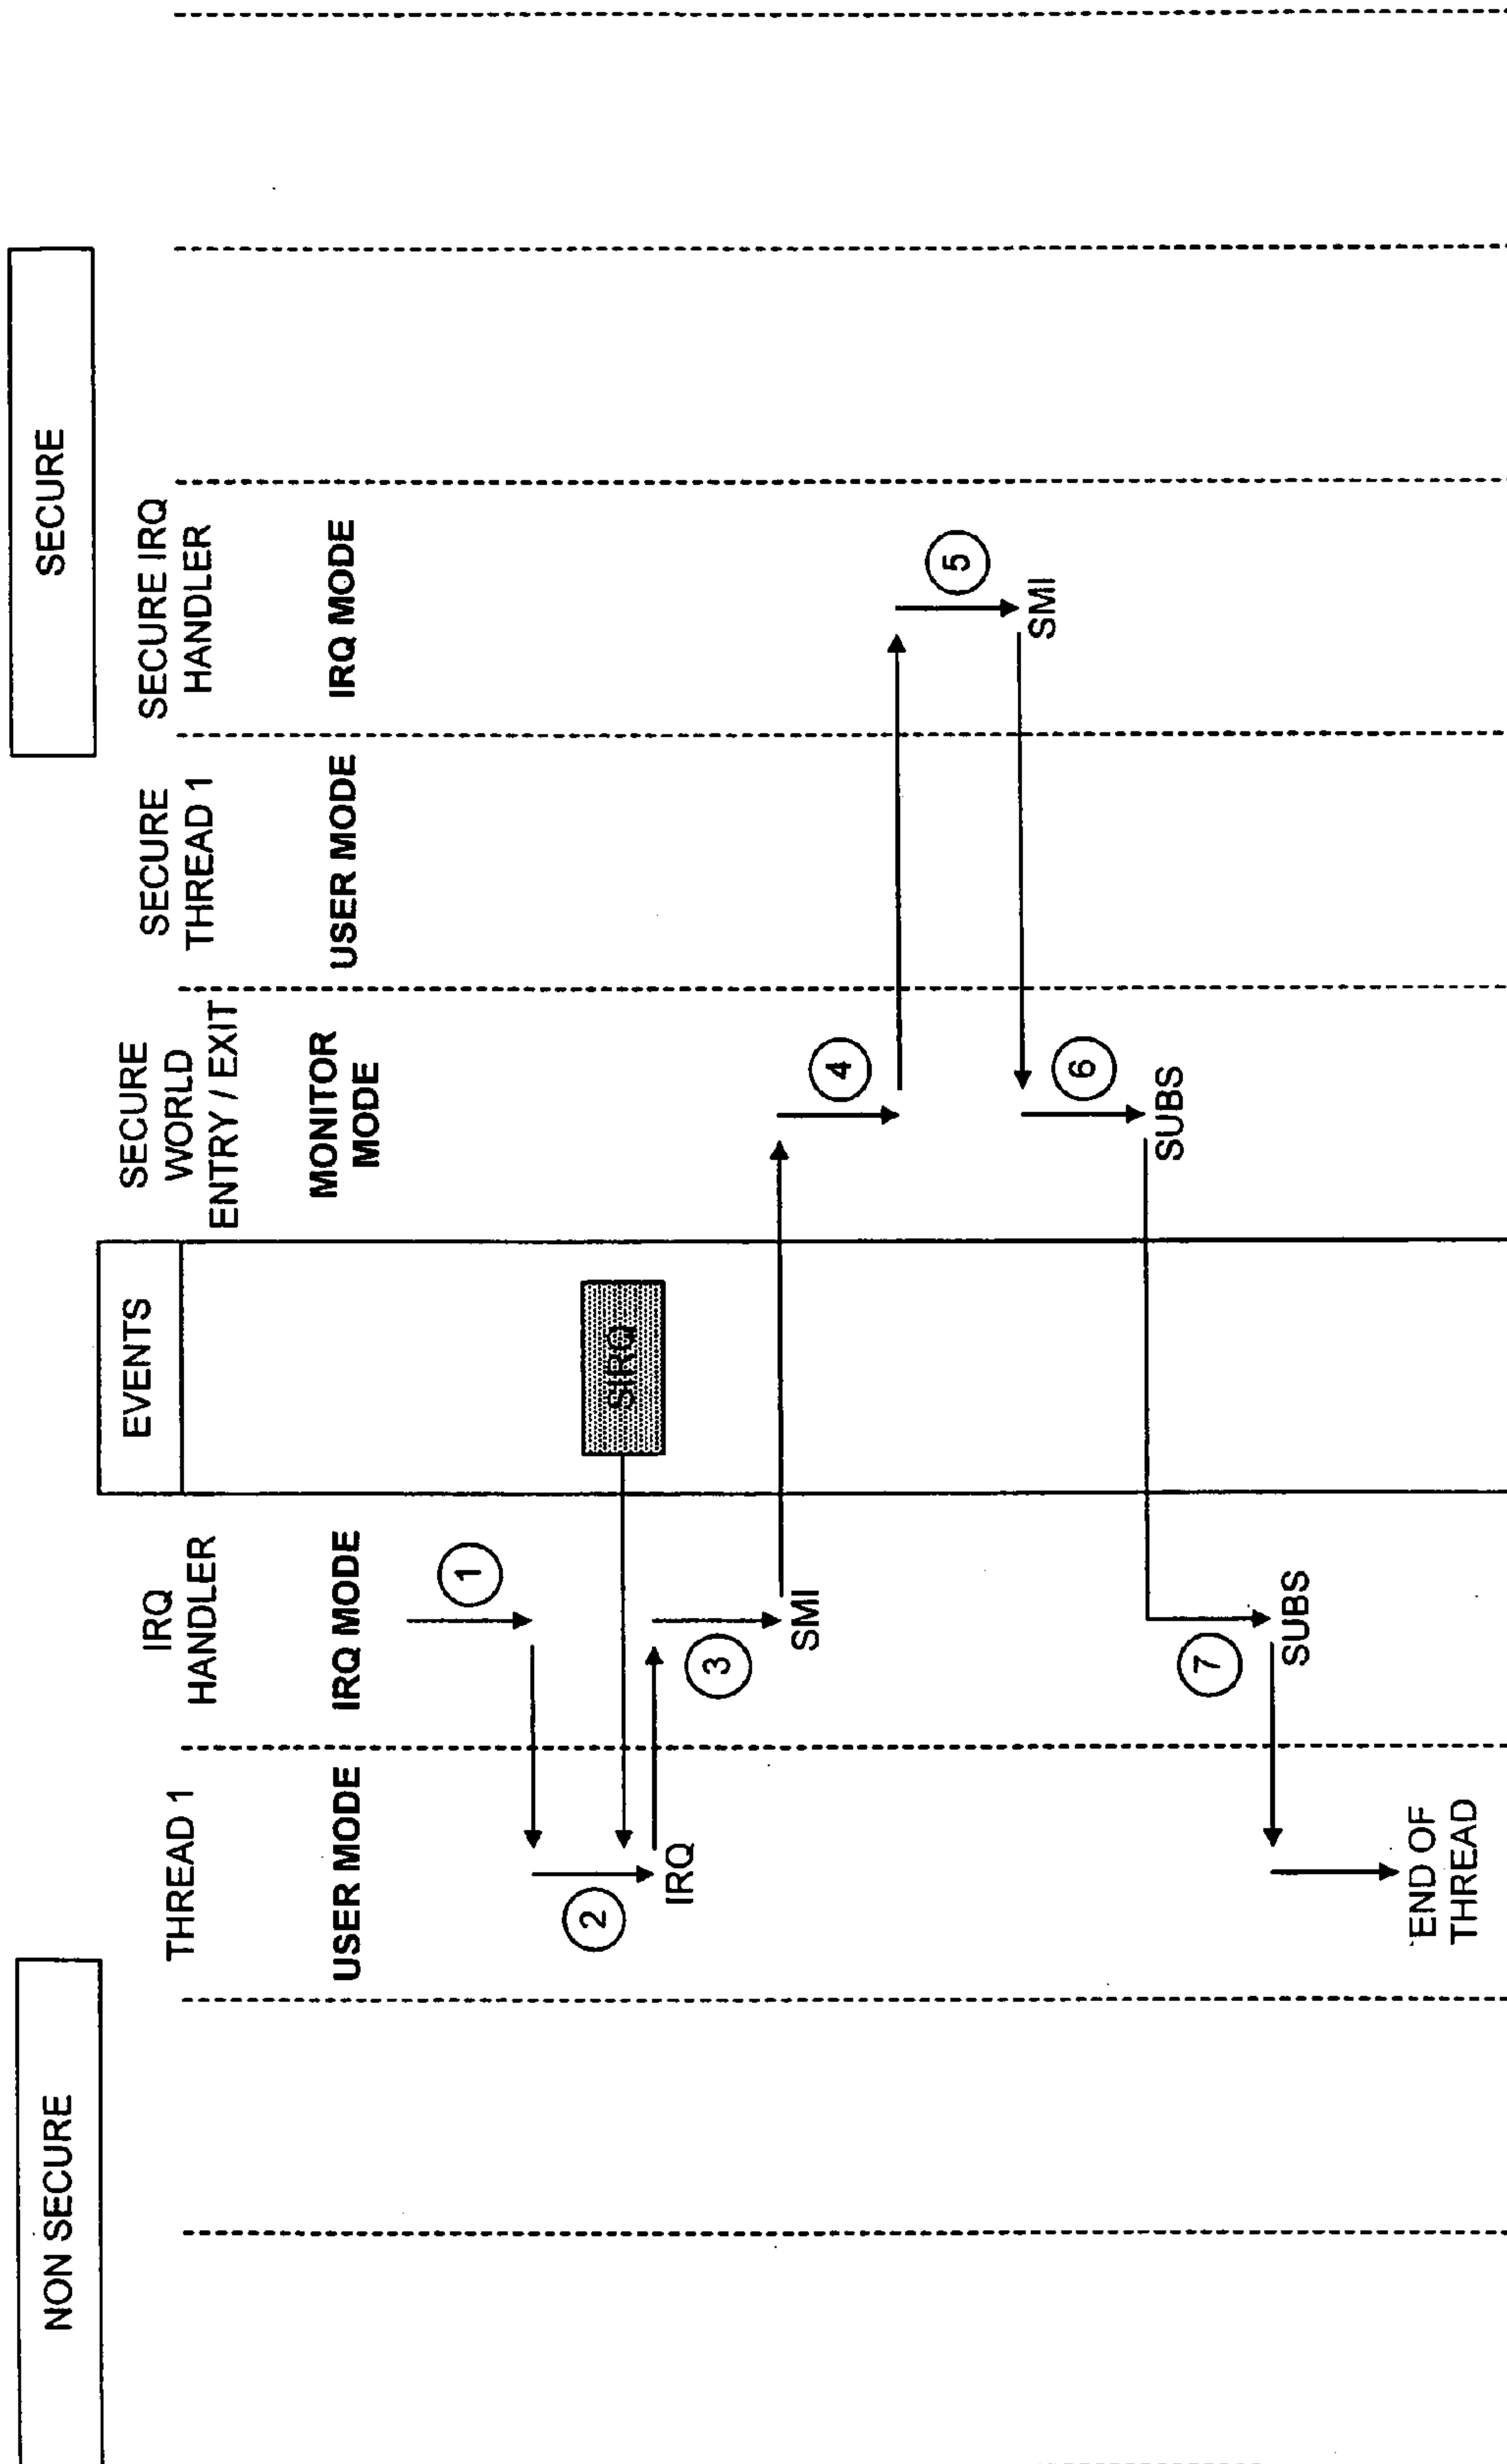 NON SECURE
SECURE
EVENTS
THREAD 1
IRQ
HANDLER
SECURE
WORLD
ENTRY / EXIT
SECURE
THREAD 1
SECURE IRQ
HANDLER
USER MODE
IRQ MODE
MONITOR
MODE
USER MODE
IRQ MODE
1
2
SIRQ
IRQ
3
SMI
4
5
SMI
6
SUBS
7
SUBS
END OF
THREAD